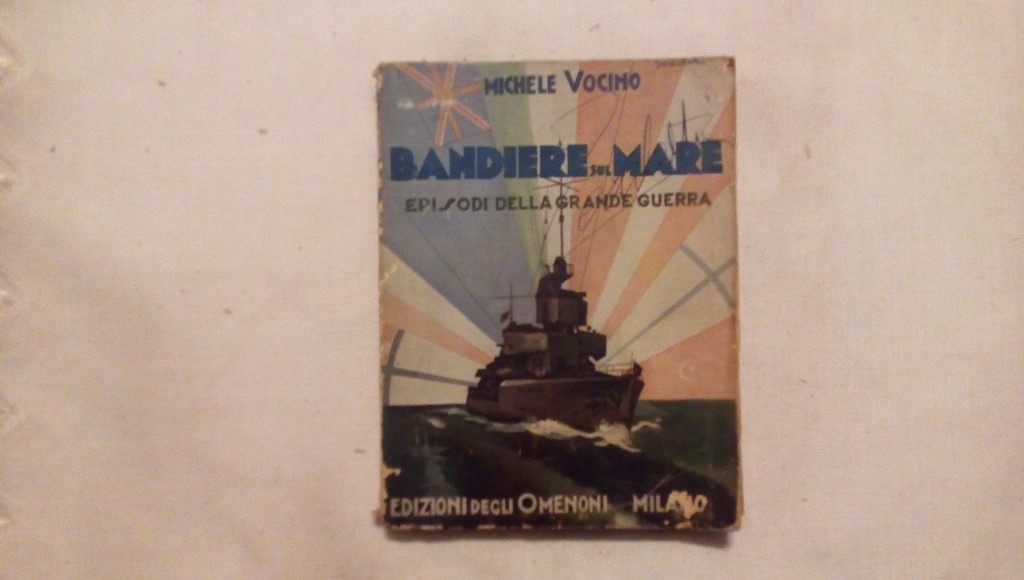 MICHELE VOCINO
BANDIERE SUL MARE
EPISODI DELLA GRANDE GUERRA
EDIZIONI DEGLI OMENONI MILANO